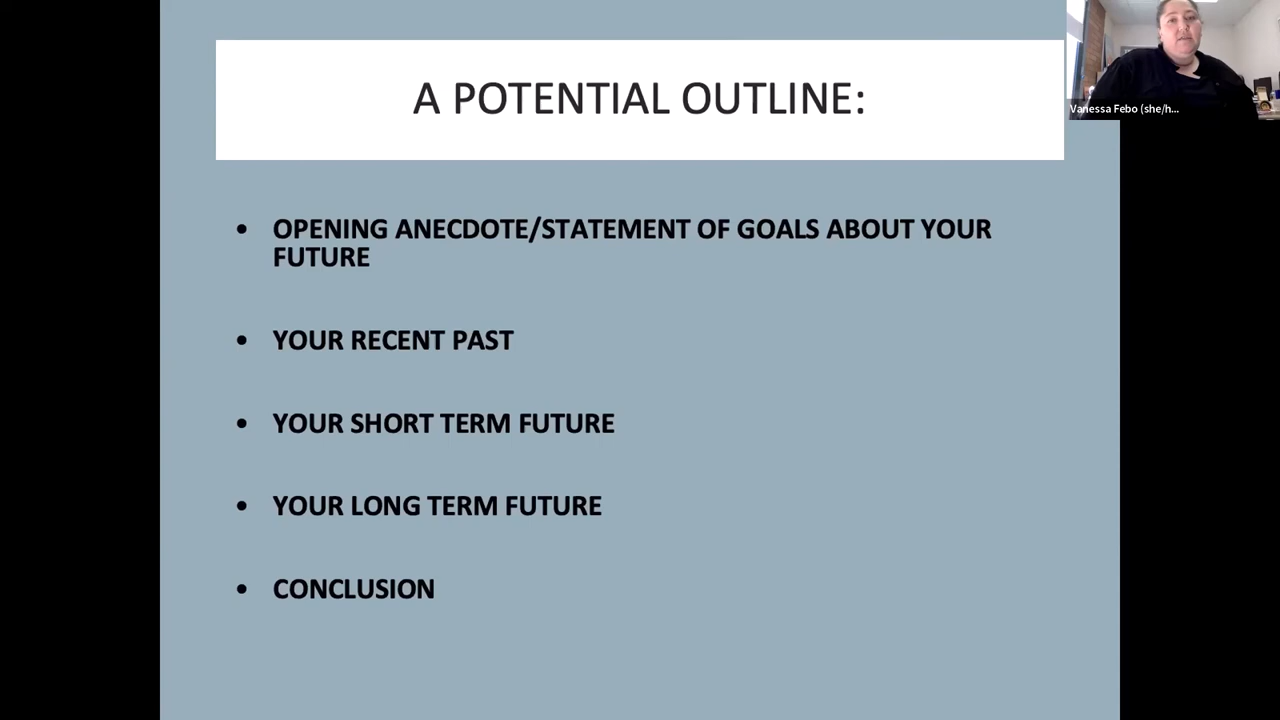 A POTENTIAL OUTLINE:
Vanessa Febo (she/h...
• OPENING ANECDOTE/STATEMENT OF GOALS ABOUT YOUR
FUTURE
• YOUR RECENT PAST
• YOUR SHORT TERM FUTURE
• YOUR LONG TERM FUTURE
• CONCLUSION